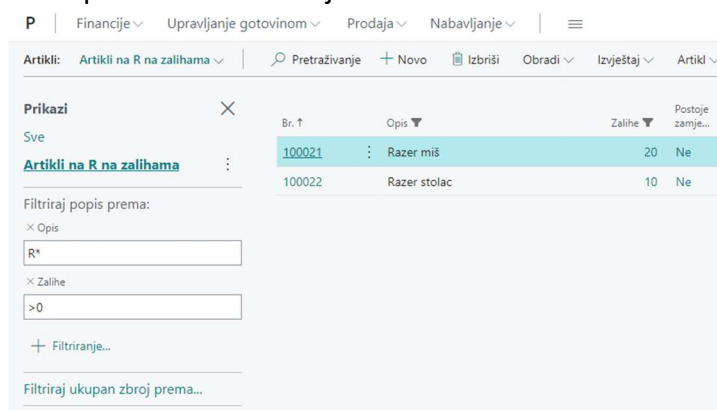 P Financije Upravljanje gotovinom Prodaja Nabavljanje
Artikli: Artikli na R na zalihama Pretraživanje + Novo Izbriši Obradi Izvještaj Artikl
Prikazi
Sve
Artikli na R na zalihama
Filtriraj popis prema:
× Opis
R*
× Zalihe
>0
+ Filtriranje...
Filtriraj ukupan zbroj prema...
Br. ↑ Opis Zalihe Postoje zamje...
100021 Razer miš 20 Ne
100022 Razer stolac 10 Ne